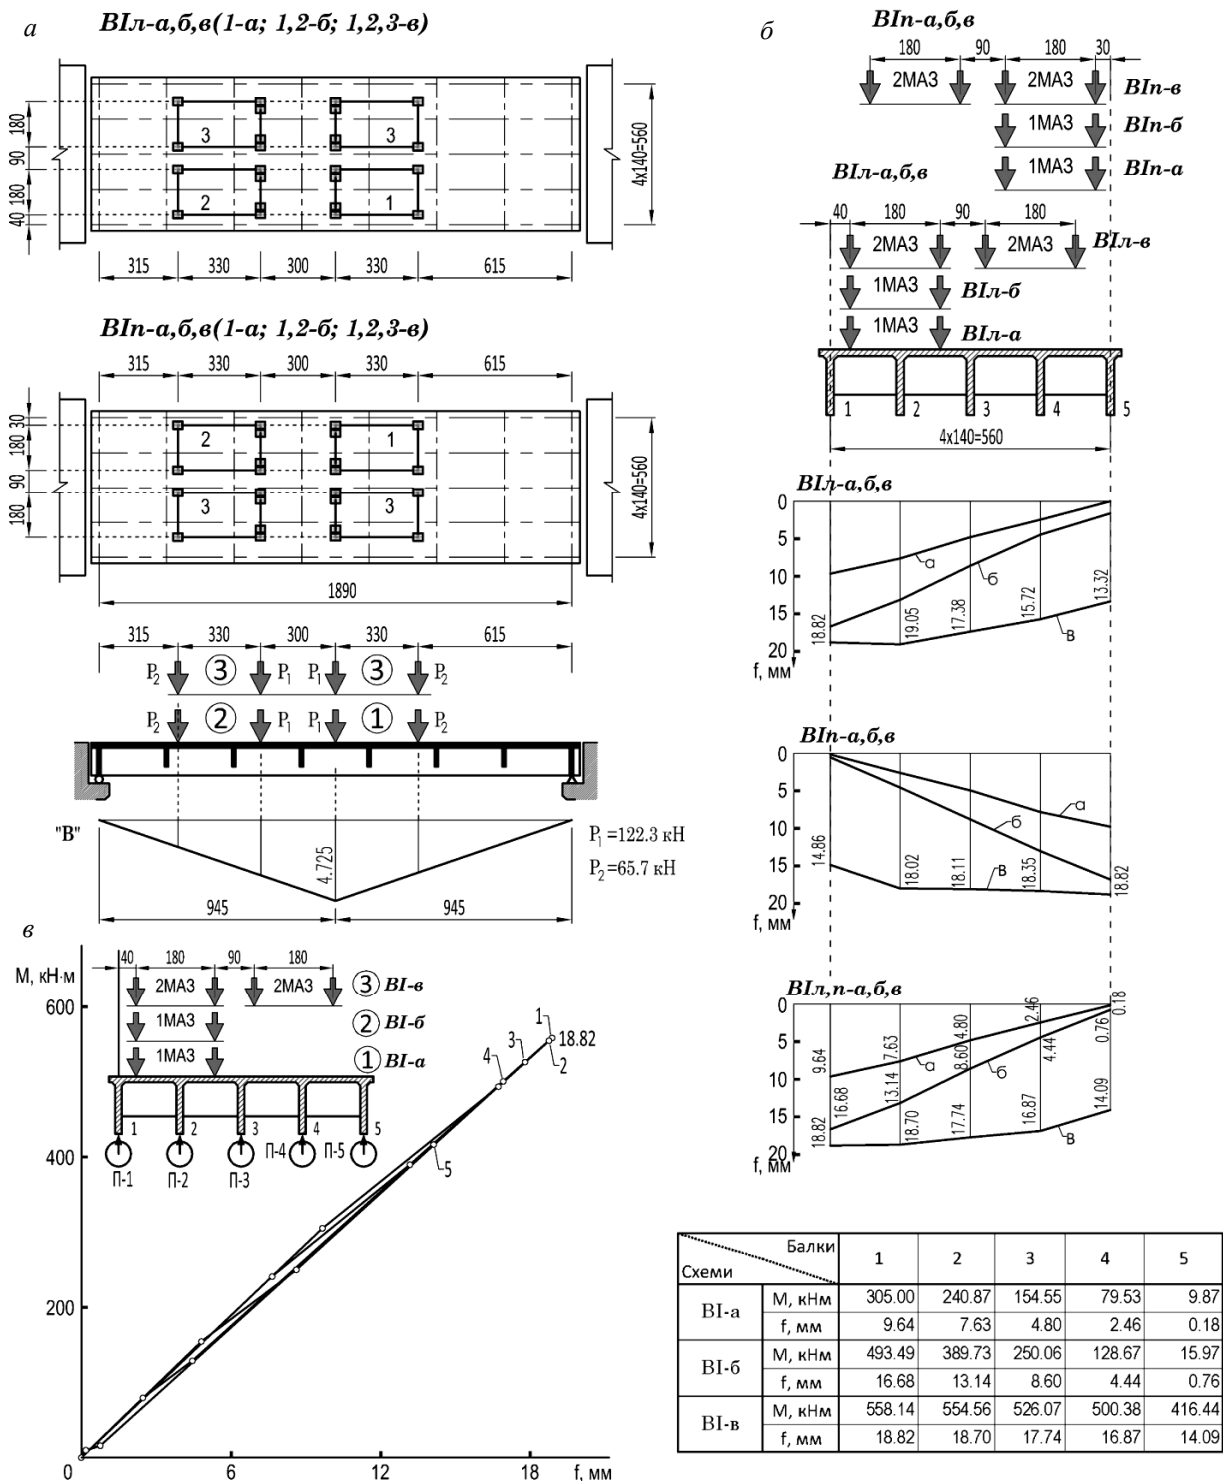 а
ВІл-а,б,в(1-а; 1,2-б; 1,2,3-в)
180
90
180
40
3
3
2
1
4х140=560
315
330
300
330
615
ВІп-а,б,в(1-а; 1,2-б; 1,2,3-в)
315
330
300
330
615
30
180
90
180
2
1
3
3
4х140=560
1890
315
330
300
330
615
P₂
3
P₁
P₁
3
P₂
P₂
2
P₁
P₁
1
P₂
"В"
4.725
P₁=122.3 кН
P₂=65.7 кН
945
945
б
ВІп-а,б,в
180
90
180
30
2МАЗ
2МАЗ
ВІп-в
1МАЗ
ВІп-б
1МАЗ
ВІп-а
ВІл-а,б,в
40
180
90
180
2МАЗ
2МАЗ
ВІл-в
1МАЗ
ВІл-б
1МАЗ
ВІл-а
1
2
3
4
5
4х140=560
ВІл-а,б,в
0
5
10
15
20
f, мм
а
б
в
18.82
19.05
17.38
15.72
13.32
ВІп-а,б,в
0
5
10
15
20
f, мм
а
б
в
14.86
18.02
18.11
18.35
18.82
ВІл,п-а,б,в
0
5
10
15
20
f, мм
9.64
7.63
4.80
2.46
0.18
а
16.68
13.14
8.60
4.44
0.76
б
18.82
18.70
17.74
16.87
14.09
в
в
М, кН·м
600
400
200
0
6
12
18
f, мм
40
180
90
180
2МАЗ
2МАЗ
3 ВІ-в
1МАЗ
2 ВІ-б
1МАЗ
1 ВІ-а
1
2
3
4
5
П-1
П-2
П-3
П-4
П-5
1
18.82
2
3
4
5
Балки
Схеми
1 2 3 4 5
ВІ-а
М, кНм 305.00 240.87 154.55 79.53 9.87
f, мм 9.64 7.63 4.80 2.46 0.18
ВІ-б
М, кНм 493.49 389.73 250.06 128.67 15.97
f, мм 16.68 13.14 8.60 4.44 0.76
ВІ-в
М, кНм 558.14 554.56 526.07 500.38 416.44
f, мм 18.82 18.70 17.74 16.87 14.09